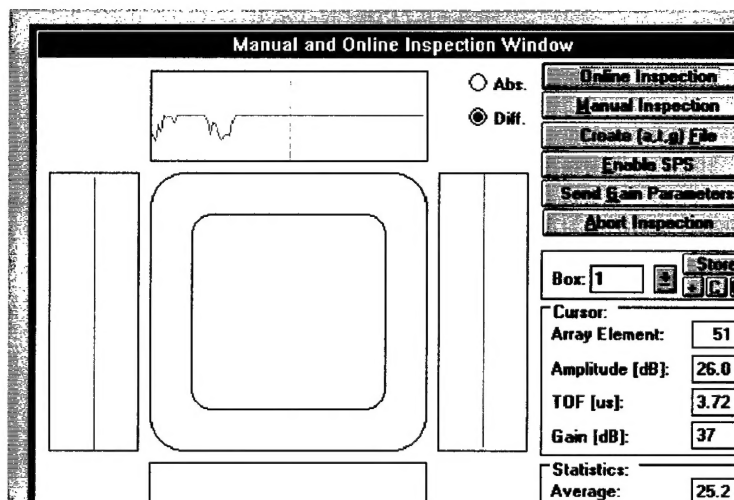 Manual and Online Inspection Window
Abs.
Diff.
Online Inspection
Manual Inspection
Create (a,t,g) File
Enable SPS
Send Gain Parameters
Abort Inspection
Box: 1
Store
+ C
Cursor:
Array Element: 51
Amplitude [dB]: 26.0
TOF [us]: 3.72
Gain [dB]: 37
Statistics:
Average: 25.2